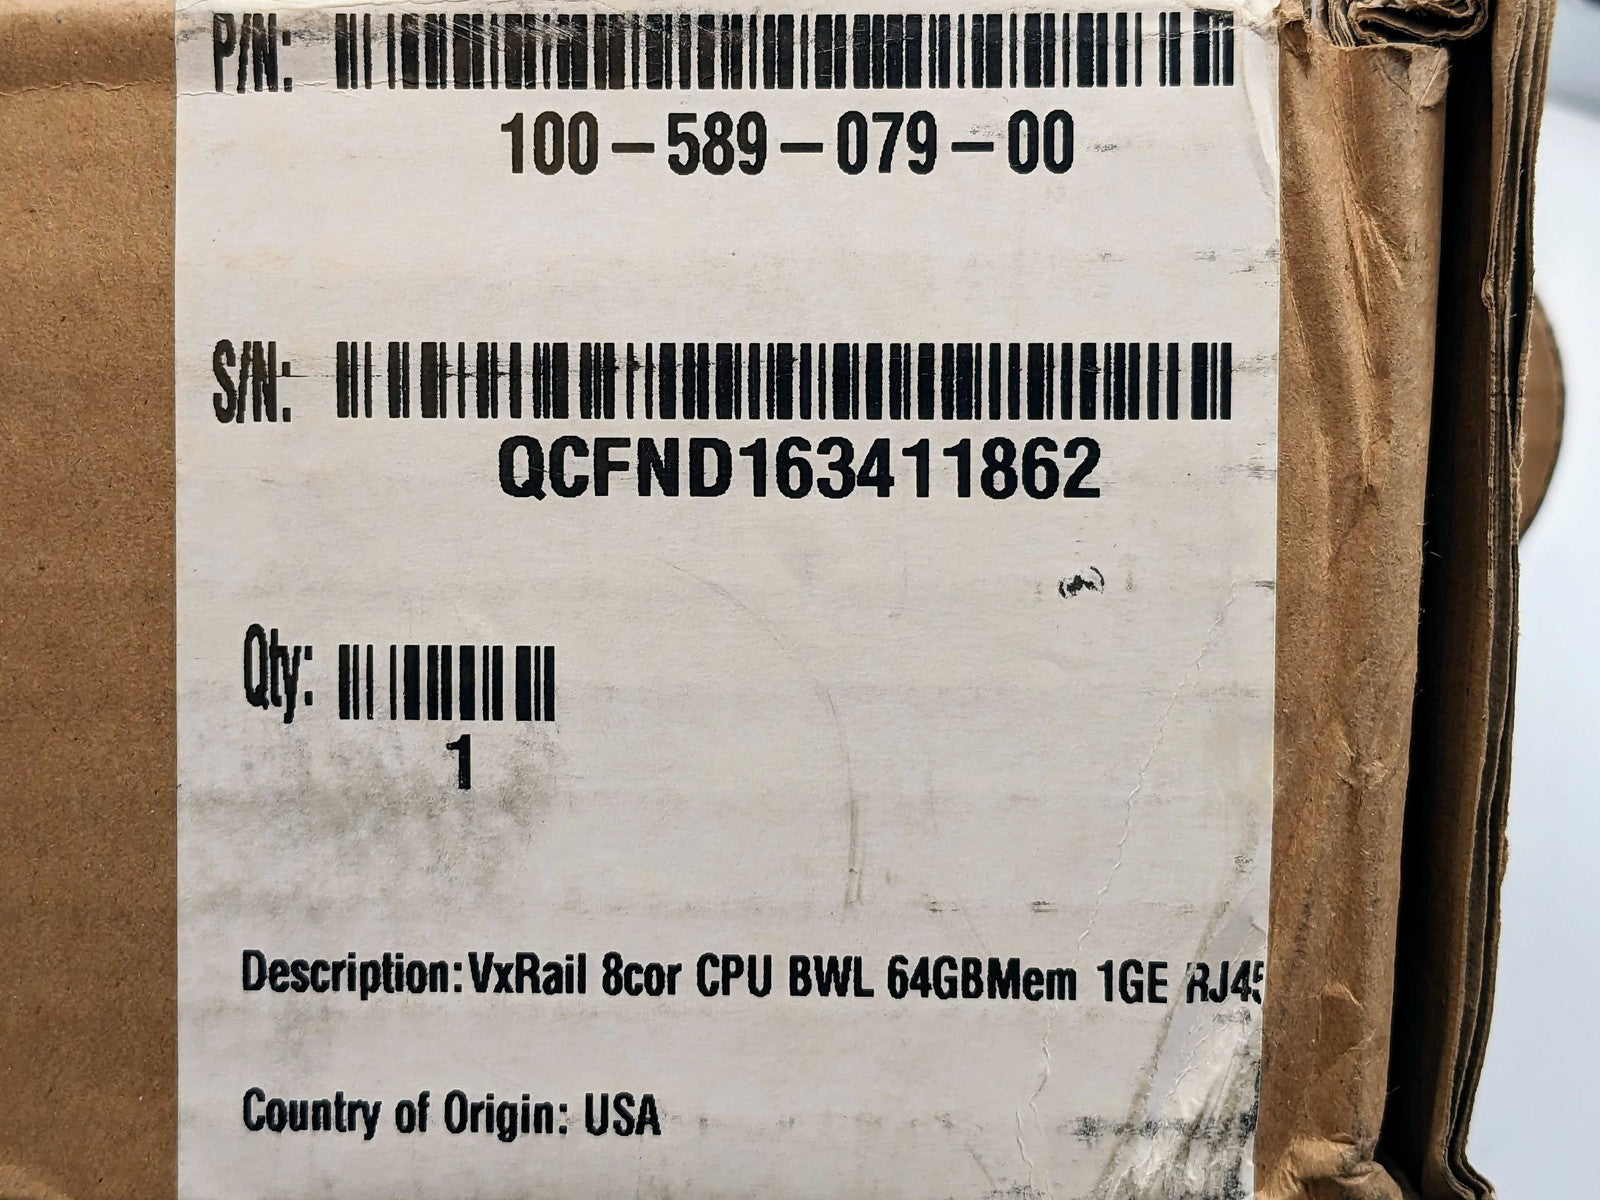 P/N:
100-589-079-00
S/N:
QCFND163411862
Qty:
1
Description:VxRail 8cor CPU BWL 64GBMem 1GE RJ45
Country of Origin: USA